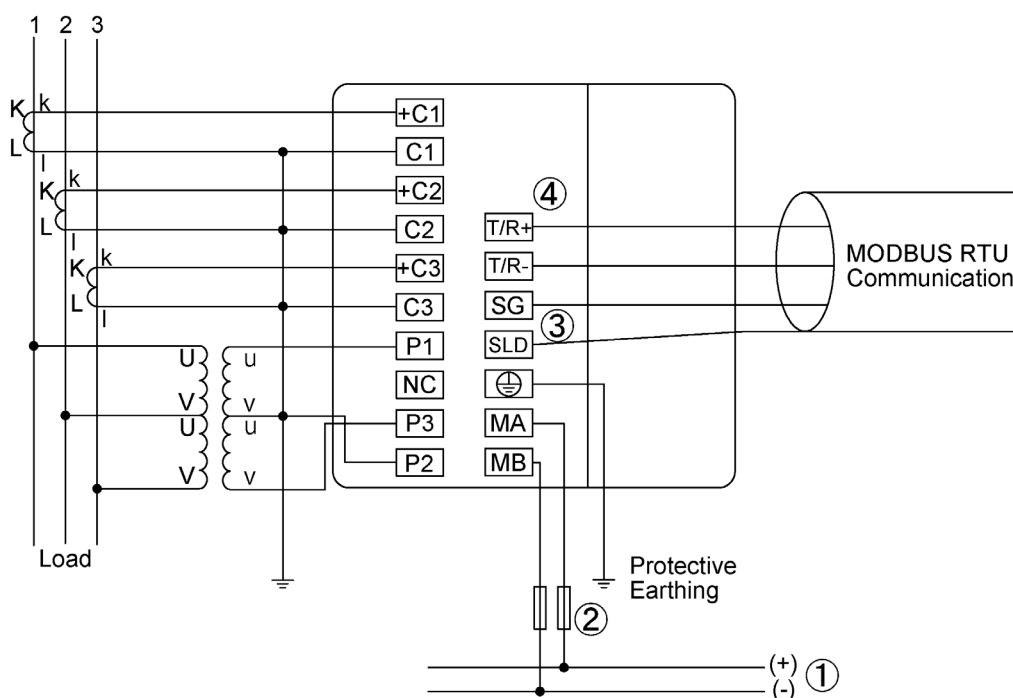 1 2 3
K k
L l
K k
L l
K k
L l
U u
V v
U u
V v
Load
+C1
C1
+C2
C2
+C3
C3
P1
NC
P3
P2
④
T/R+
T/R-
SG
③
SLD
MA
MB
MODBUS RTU
Communication
Protective
Earthing
②
(+) ①
(-)